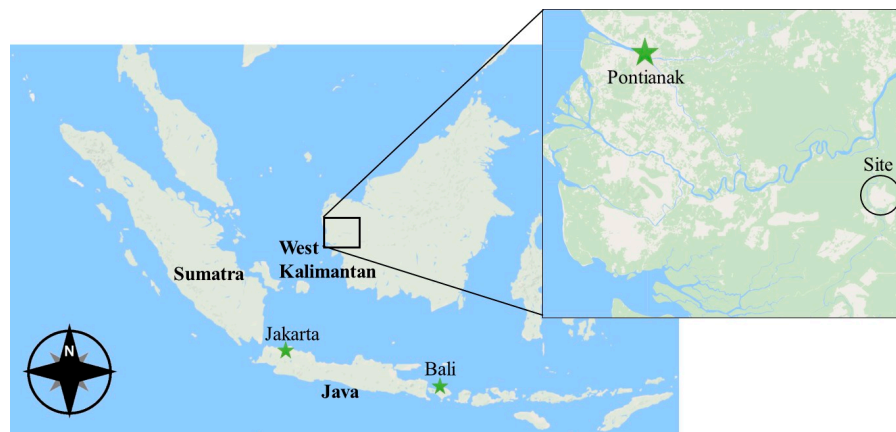 Pontianak
Site
West
Kalimantan
Sumatra
Jakarta
Bali
Java
N